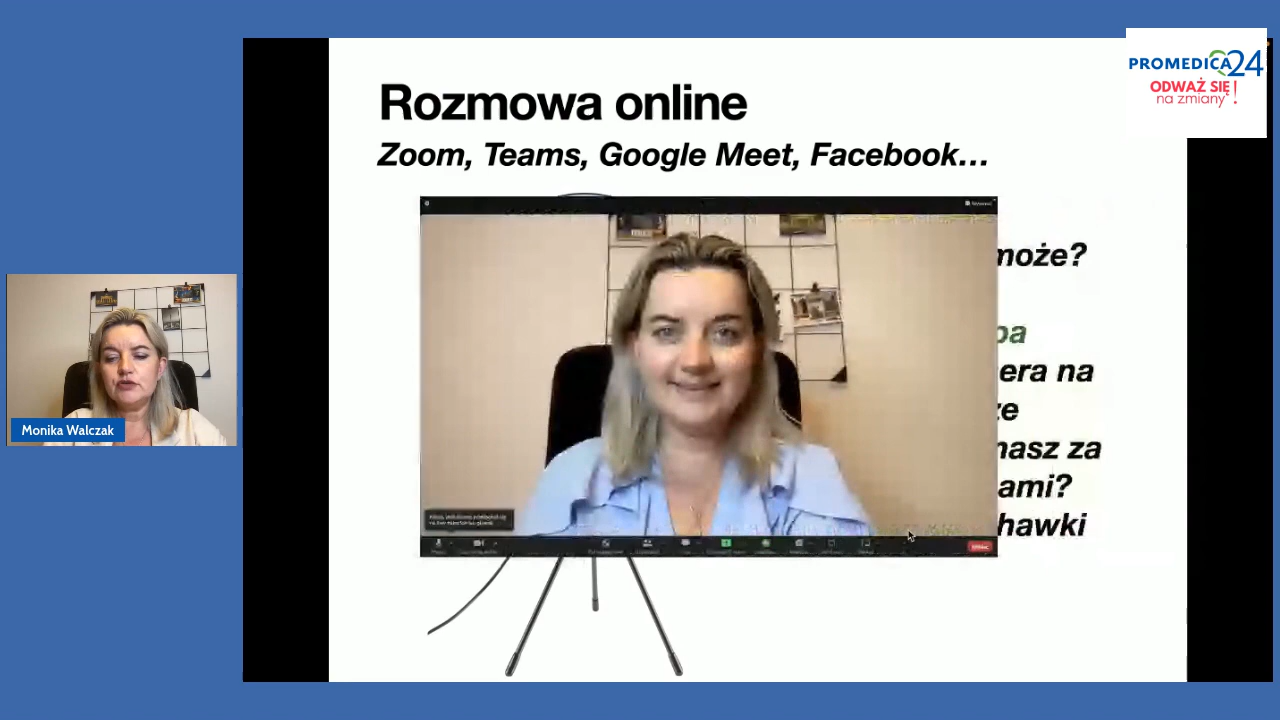 PROMEDICA24
ODWAŻ SIĘ
na zmiany!
Rozmowa online
Zoom, Teams, Google Meet, Facebook...
może?
pa
era na
ze
nasz za
ami?
hawki
Monika Walczak